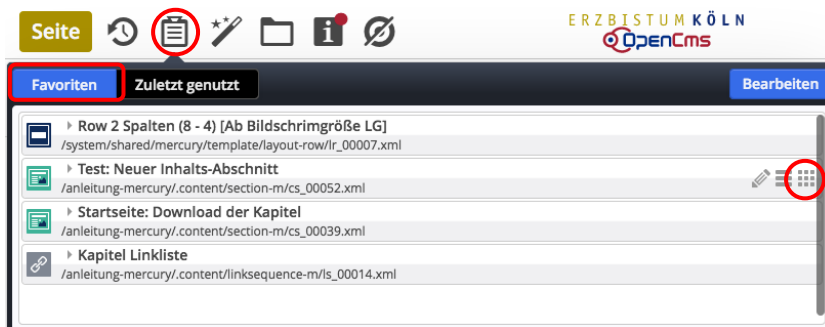 Seite
ERZBISTUM KÖLN
OpenCms
Favoriten Zuletzt genutzt Bearbeiten
Row 2 Spalten (8 - 4) [Ab Bildschrimgröße LG]
/system/shared/mercury/template/layout-row/lr_00007.xml
Test: Neuer Inhalts-Abschnitt
/anleitung-mercury/.content/section-m/cs_00052.xml
Startseite: Download der Kapitel
/anleitung-mercury/.content/section-m/cs_00039.xml
Kapitel Linkliste
/anleitung-mercury/.content/linksequence-m/ls_00014.xml